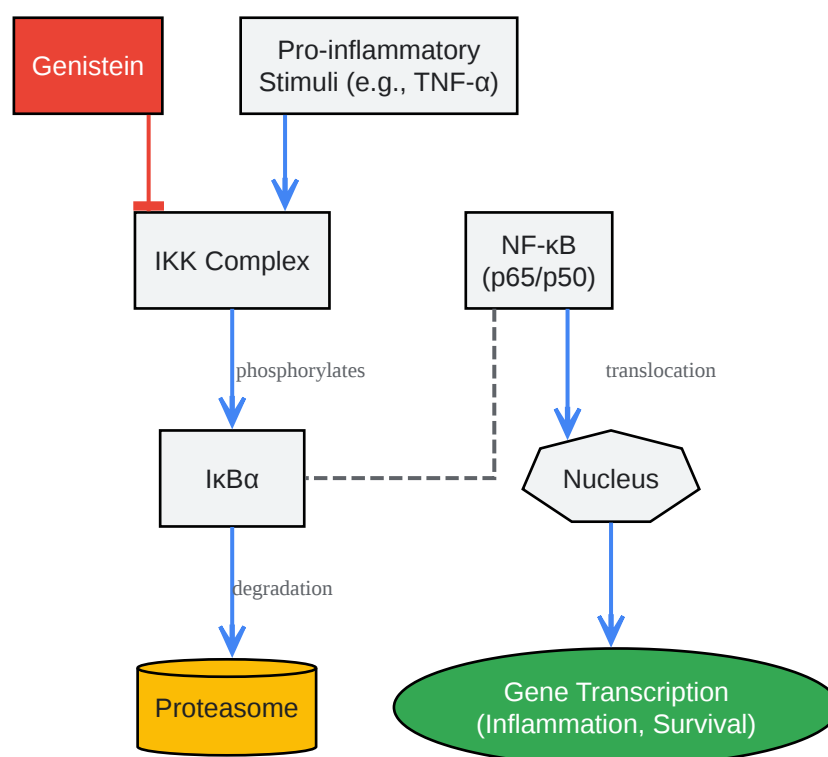 Genistein
Pro-inflammatory
Stimuli (e.g., TNF-α)
IKK Complex
NF-κB
(p65/p50)
phosphorylates
translocation
IκBα
Nucleus
degradation
Proteasome
Gene Transcription
(Inflammation, Survival)